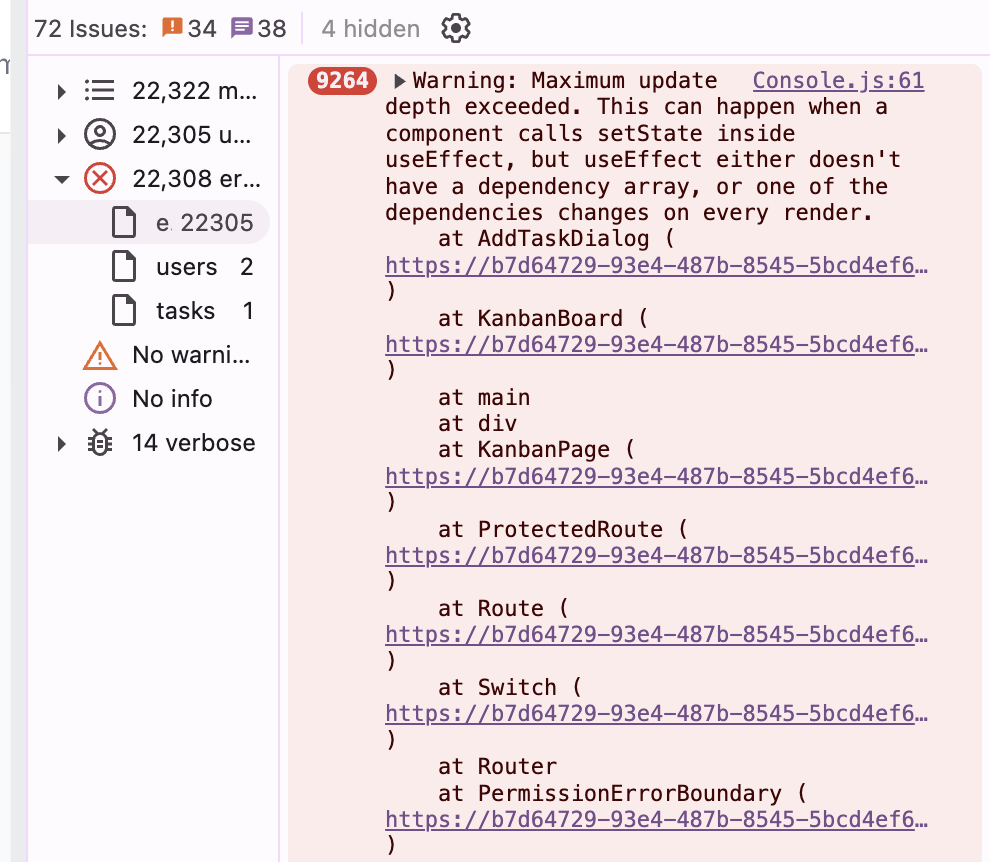 72 Issues: 34 38 4 hidden
22,322 m...
22,305 u...
22,308 er...
e. 22305
users 2
tasks 1
No warni...
No info
14 verbose
9264 Warning: Maximum update Console.js:61
depth exceeded. This can happen when a
component calls setState inside
useEffect, but useEffect either doesn't
have a dependency array, or one of the
dependencies changes on every render.
at AddTaskDialog (
https://b7d64729-93e4-487b-8545-5bcd4ef6…
)
at KanbanBoard (
https://b7d64729-93e4-487b-8545-5bcd4ef6…
)
at main
at div
at KanbanPage (
https://b7d64729-93e4-487b-8545-5bcd4ef6…
)
at ProtectedRoute (
https://b7d64729-93e4-487b-8545-5bcd4ef6…
)
at Route (
https://b7d64729-93e4-487b-8545-5bcd4ef6…
)
at Switch (
https://b7d64729-93e4-487b-8545-5bcd4ef6…
)
at Router
at PermissionErrorBoundary (
https://b7d64729-93e4-487b-8545-5bcd4ef6…
)